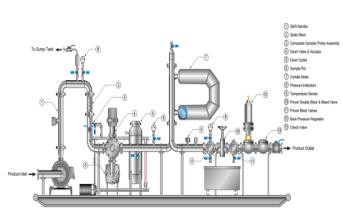 To Sump Tank
Product Inlet
Product Outlet
1 S&W Monitor
2 Static Mixer
3 Composite Sampler Probe Assembly
4 Divert Valve & Actuator
5 Divert Outlet
6 Sample Pot
7 Coriolis Meter
8 Pressure Indicators
9 Temperature Sensor
10 Prover Double Block & Bleed Valve
11 Prover Block Valves
12 Back Pressure Regulator
13 Check Valve